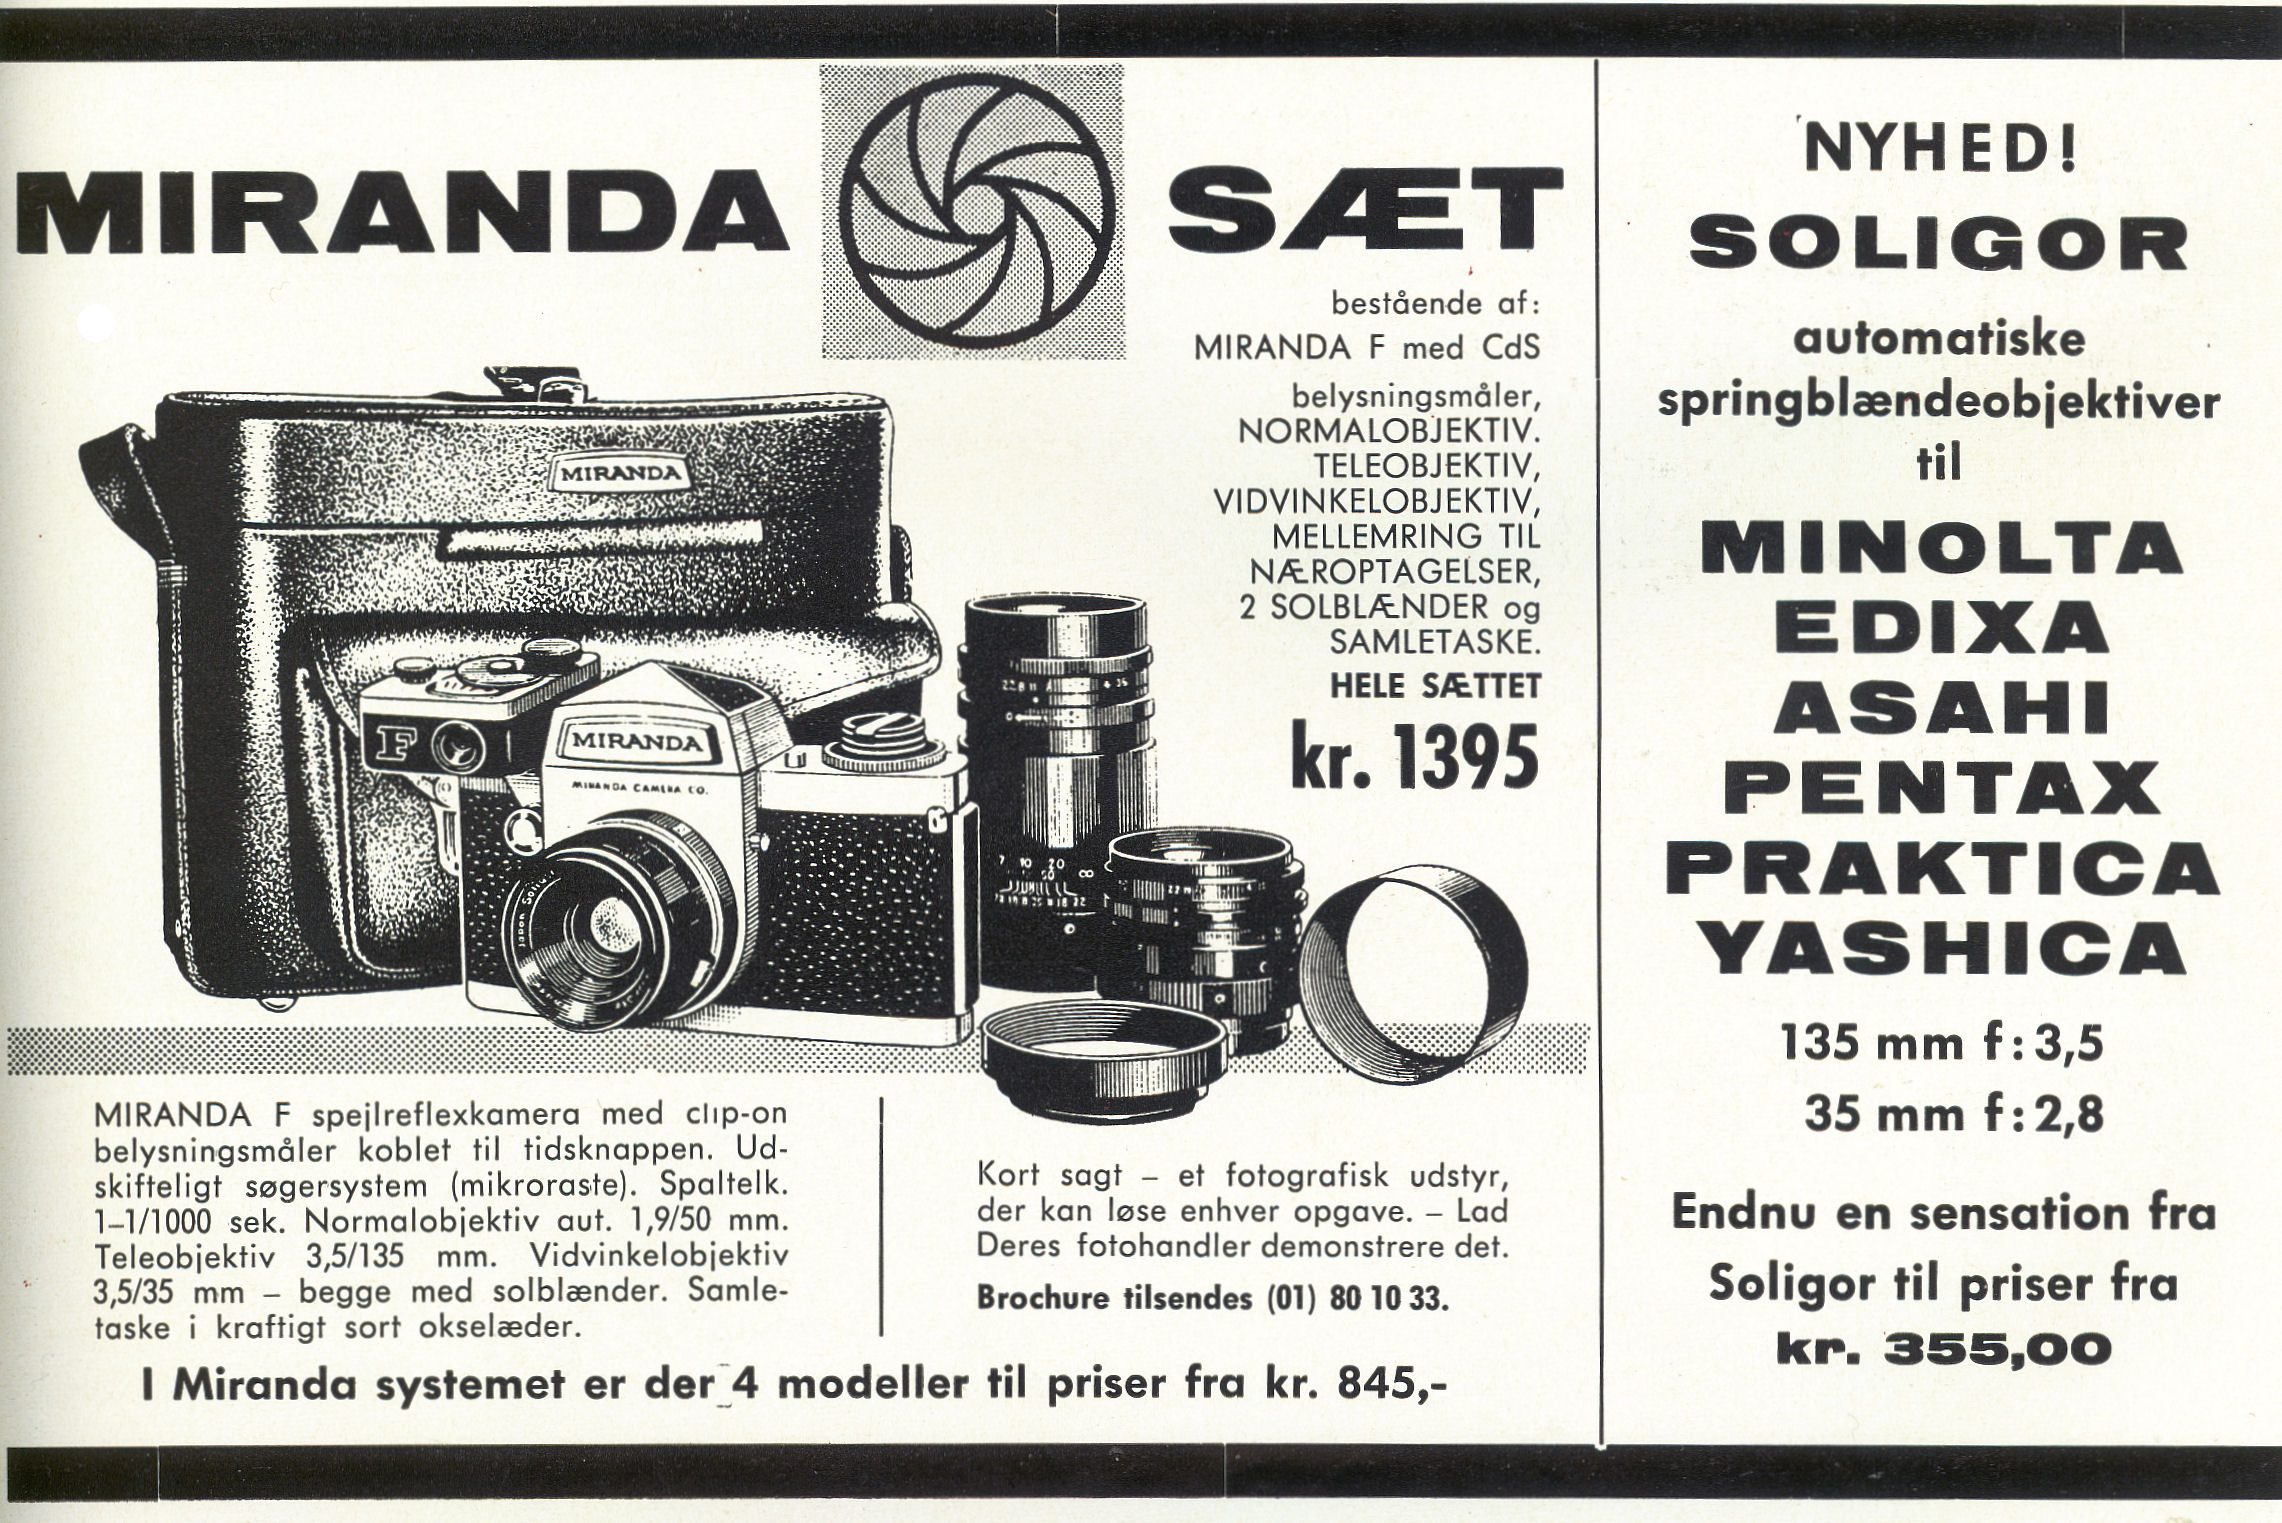 MIRANDA SÆT
bestående af:
MIRANDA F med CdS
belysningsmåler,
NORMALOBJEKTIV.
TELEOBJEKTIV,
VIDVINKELOBJEKTIV,
MELLEMRING TIL
NÆROPTAGELSER,
2 SOLBLÆNDER og
SAMLETASKE.
HELE SÆTTET
kr. 1395
MIRANDA
F
MIRANDA
MIRANDA CAMERA CO.
7 10 20
∞
MIRANDA F spejlreflexkamera med clip-on
belysningsmåler koblet til tidsknappen. Ud-
skifteligt søgersystem (mikroraste). Spaltelk.
1–1/1000 sek. Normalobjektiv aut. 1,9/50 mm.
Teleobjektiv 3,5/135 mm. Vidvinkelobjektiv
3,5/35 mm – begge med solblænder. Samle-
taske i kraftigt sort okselæder.
Kort sagt – et fotografisk udstyr,
der kan løse enhver opgave. – Lad
Deres fotohandler demonstrere det.
Brochure tilsendes (01) 80 10 33.
I Miranda systemet er der 4 modeller til priser fra kr. 845,-
NYHED!
SOLIGOR
automatiske
springblændeobjektiver
til
MINOLTA
EDIXA
ASAHI
PENTAX
PRAKTICA
YASHICA
135 mm f:3,5
35 mm f:2,8
Endnu en sensation fra
Soligor til priser fra
kr. 355,00